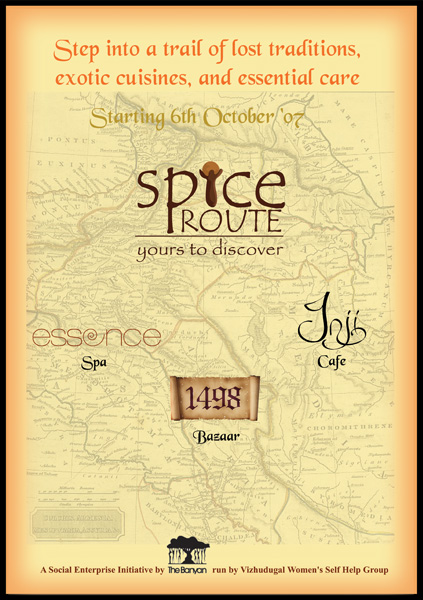 Step into a trail of lost traditions,
exotic cuisines, and essential care
Starting 6th October '07
spice
ROUTE
yours to discover
essence
Spa
Inji
Cafe
1498
Bazaar
A Social Enterprise Initiative by The Banyan run by Vizhudugal Women's Self Help Group